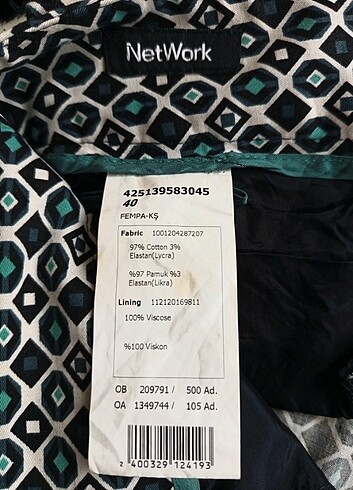 NetWork
425139583045
40
FEMPA-KŞ
Fabric 1001204287207
97% Cotton 3%
Elastan(Lycra)
%97 Pamuk %3
Elastan(Likra)
Lining 112120169811
100% Viscose
%100 Viskon
OB 209791 / 500 Ad.
OA 1349744 / 105 Ad.
2 400329 124193